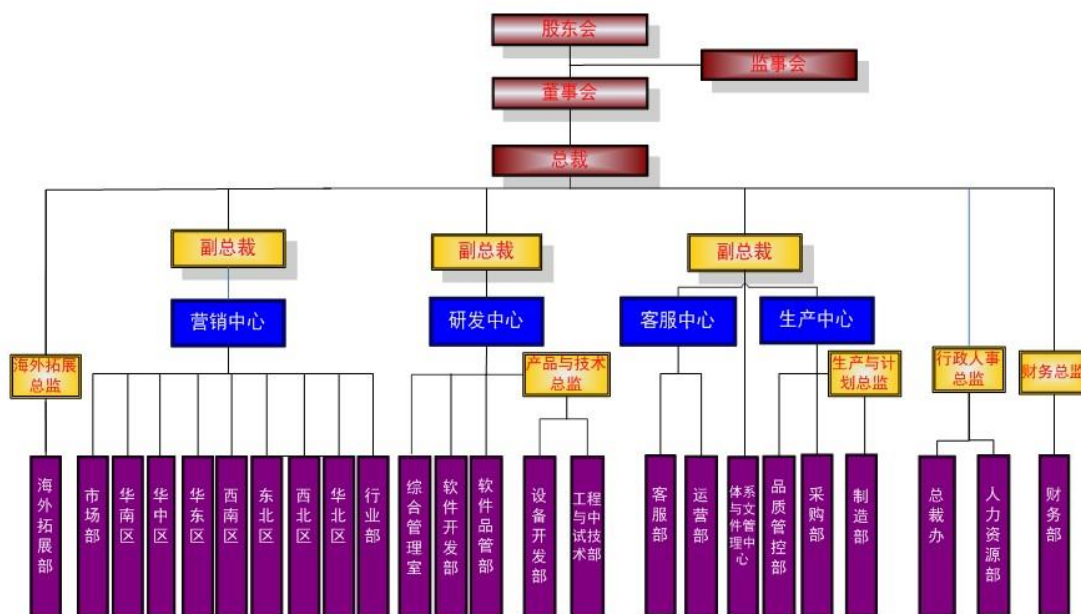 股东会
监事会
董事会
总裁
副总裁
副总裁
副总裁
营销中心
研发中心
客服中心
生产中心
海外拓展
总监
产品与技术
总监
生产与计
划总监
行政人事
总监
财务总监
海外拓展部
市场部
华南区
华中区
华东区
西南区
东北区
西北区
华北区
行业部
综合管理室
软件开发部
软件品管部
设备开发部
工程与中试技术部
客服部
运营部
体系与文件管理中心
品质管控部
采购部
制造部
总裁办
人力资源部
财务部